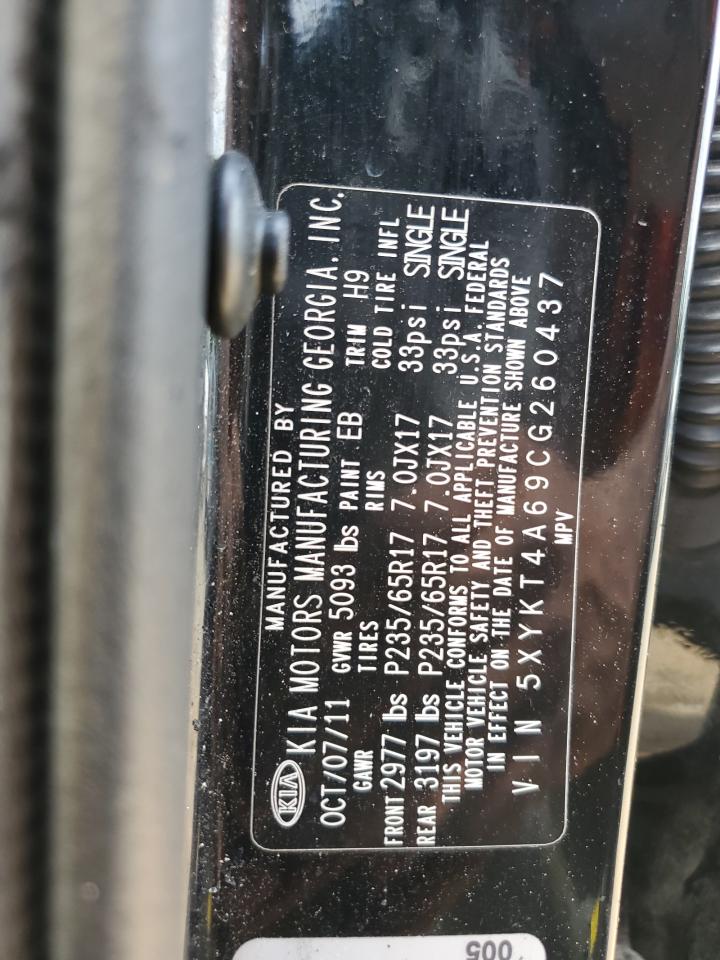 MANUFACTURED BY
KIA KIA MOTORS MANUFACTURING GEORGIA, INC.
OCT/07/11 GVWR 5093 lbs PAINT EB TRIM H9
GAWR TIRES RIMS COLD TIRE INFL
FRONT 2977 lbs P235/65R17 7.0JX17 33psi SINGLE
REAR 3197 lbs P235/65R17 7.0JX17 33psi SINGLE
THIS VEHICLE CONFORMS TO ALL APPLICABLE U.S.A. FEDERAL
MOTOR VEHICLE SAFETY AND THEFT PREVENTION STANDARDS
IN EFFECT ON THE DATE OF MANUFACTURE SHOWN ABOVE
VIN 5XYKT4A69CG260437
MPV
005